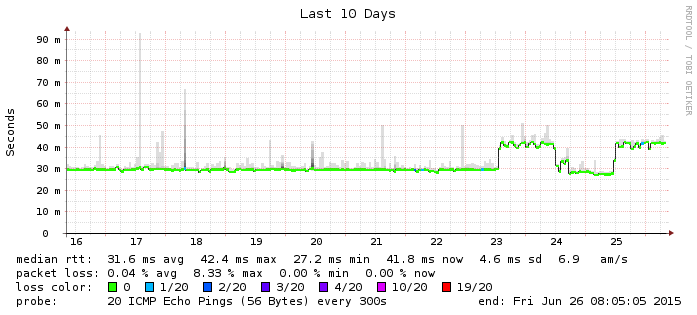 Last 10 Days
RRDTOOL / TOBI OETIKER
Seconds
90 m
80 m
70 m
60 m
50 m
40 m
30 m
20 m
10 m
0
16 17 18 19 20 21 22 23 24 25
median rtt: 31.6 ms avg 42.4 ms max 27.2 ms min 41.8 ms now 4.6 ms sd 6.9 am/s
packet loss: 0.04 % avg 8.33 % max 0.00 % min 0.00 % now
loss color: 0 1/20 2/20 3/20 4/20 10/20 19/20
probe: 20 ICMP Echo Pings (56 Bytes) every 300s end: Fri Jun 26 08:05:05 2015